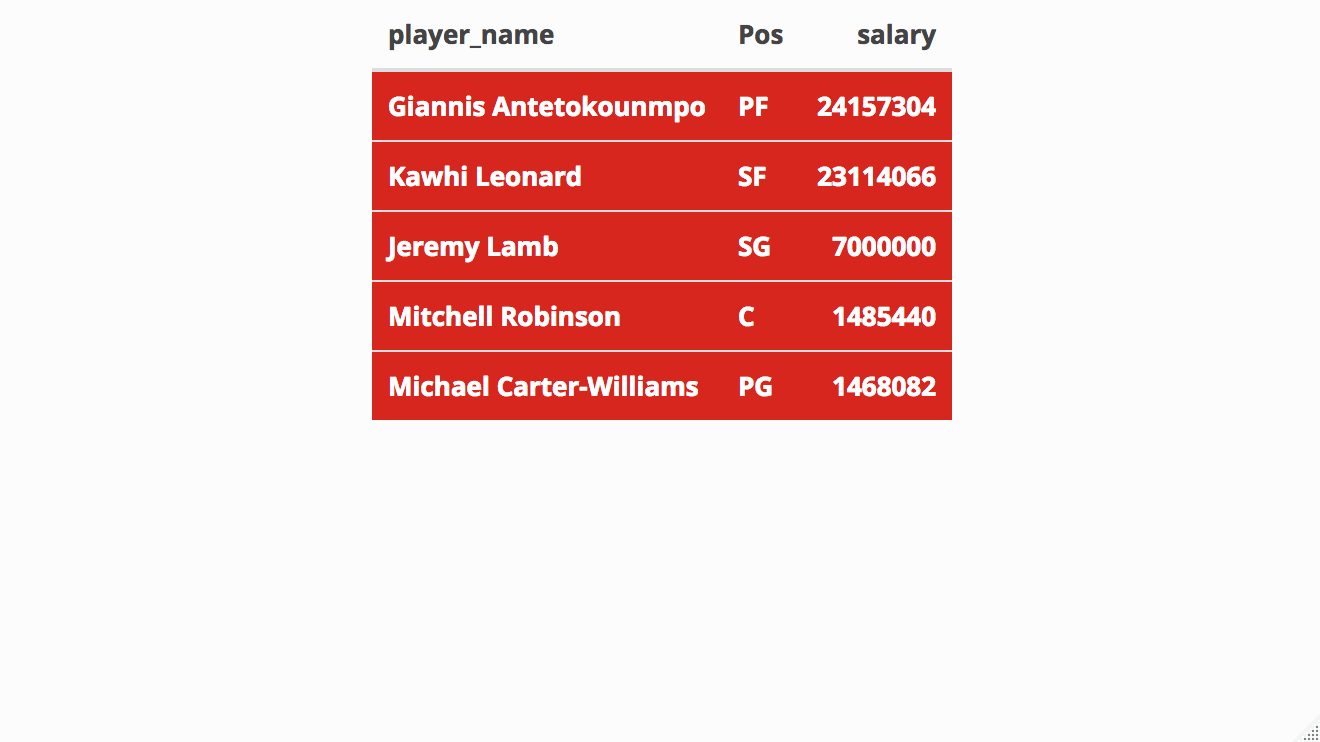 player_name Pos salary
Giannis Antetokounmpo PF 24157304
Kawhi Leonard SF 23114066
Jeremy Lamb SG 7000000
Mitchell Robinson C 1485440
Michael Carter-Williams PG 1468082